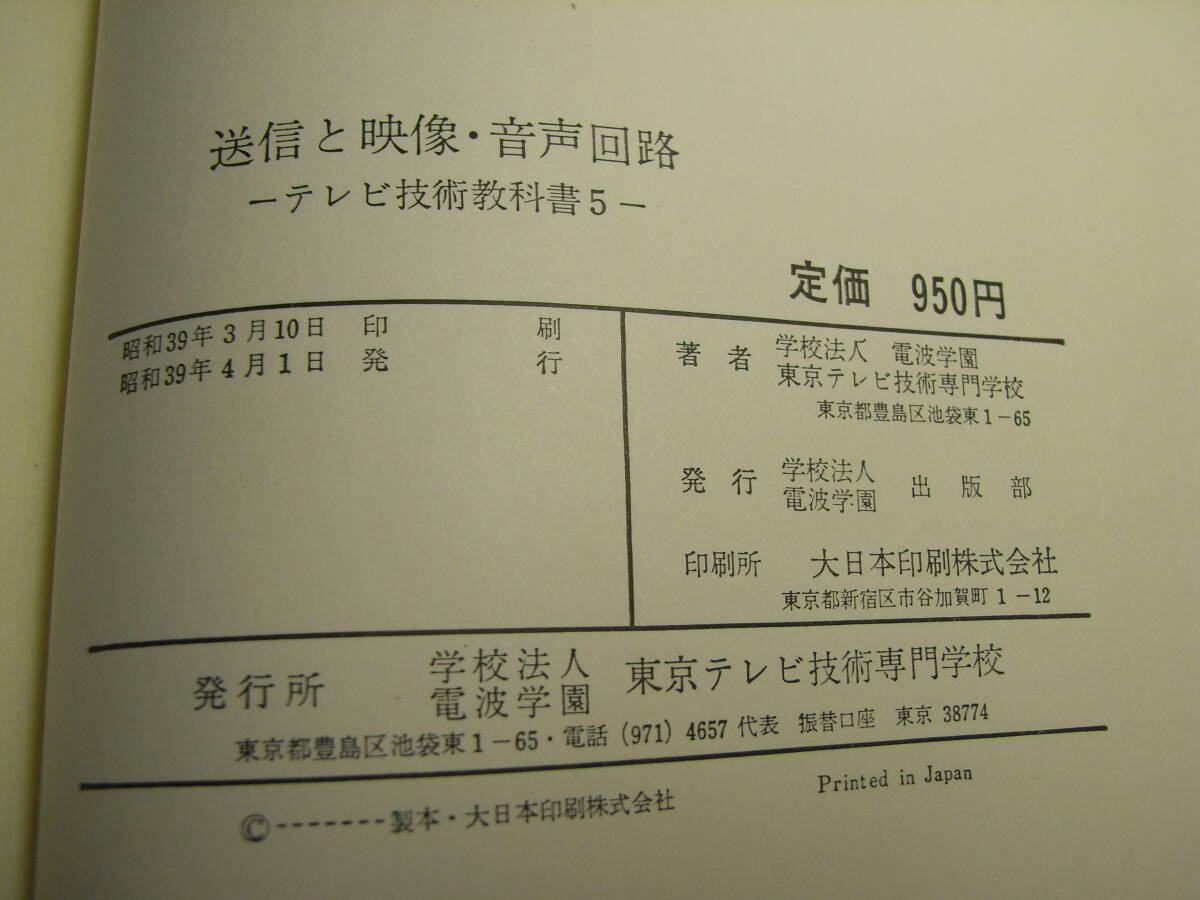 送信と映像・音声回路
－テレビ技術教科書5－
定価 950円
昭和39年3月10日 印刷
昭和39年4月1日 発行
著者 学校法人 電波学園
東京テレビ技術専門学校
東京都豊島区池袋東1－65
発行 学校法人
電波学園 出版部
印刷所 大日本印刷株式会社
東京都新宿区市谷加賀町1－12
発行所 学校法人
電波学園 東京テレビ技術専門学校
東京都豊島区池袋東1－65・電話 (971) 4657 代表 振替口座 東京 38774
Ⓒ-------製本・大日本印刷株式会社
Printed in Japan